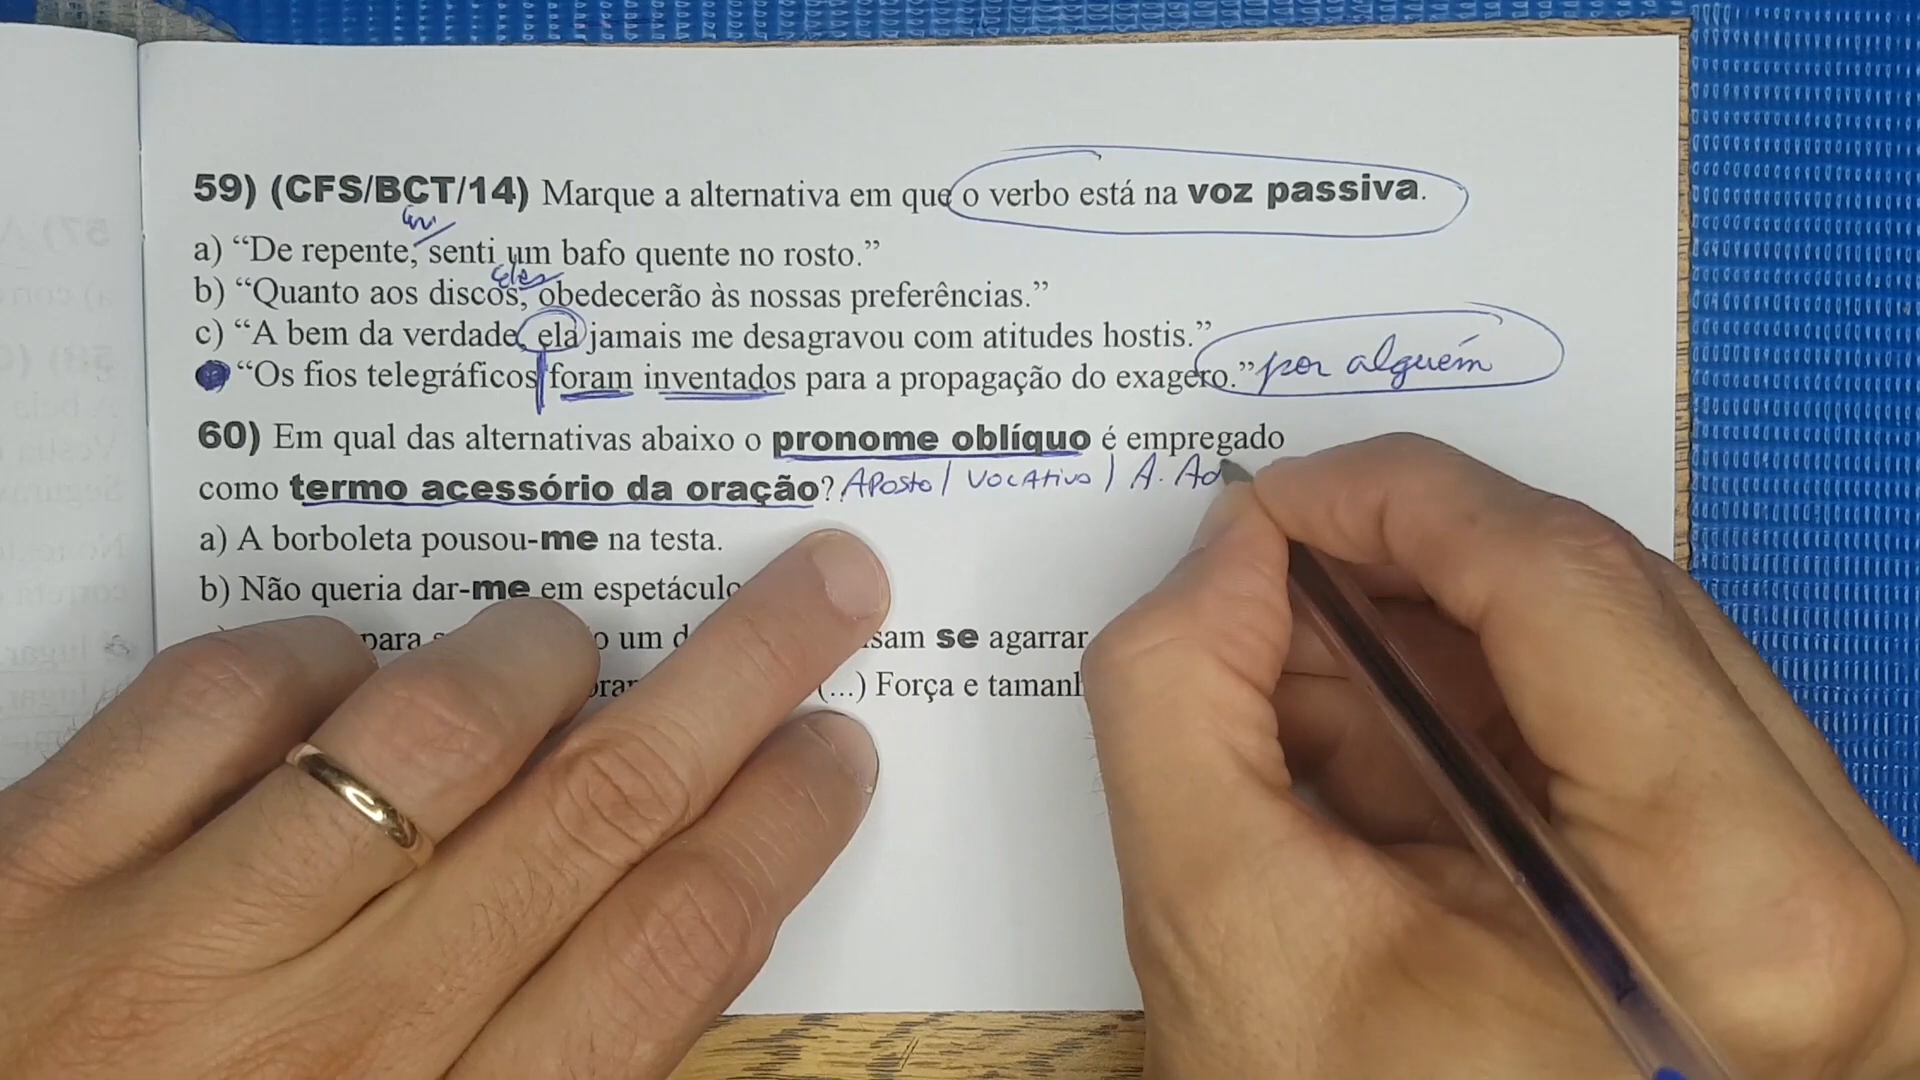 59) (CFS/BCT/14) Marque a alternativa em que o verbo está na voz passiva.
eu
a) “De repente, senti um bafo quente no rosto.”
eles
b) “Quanto aos discos, obedecerão às nossas preferências.”
c) “A bem da verdade, ela jamais me desagravou com atitudes hostis.”
“Os fios telegráficos foram inventados para a propagação do exagero.” por alguém
60) Em qual das alternativas abaixo o pronome oblíquo é empregado
como termo acessório da oração? Aposto / Vocativo / A. Ad
a) A borboleta pousou-me na testa.
b) Não queria dar-me em espetáculo
para um se agarrar
(...) Força e